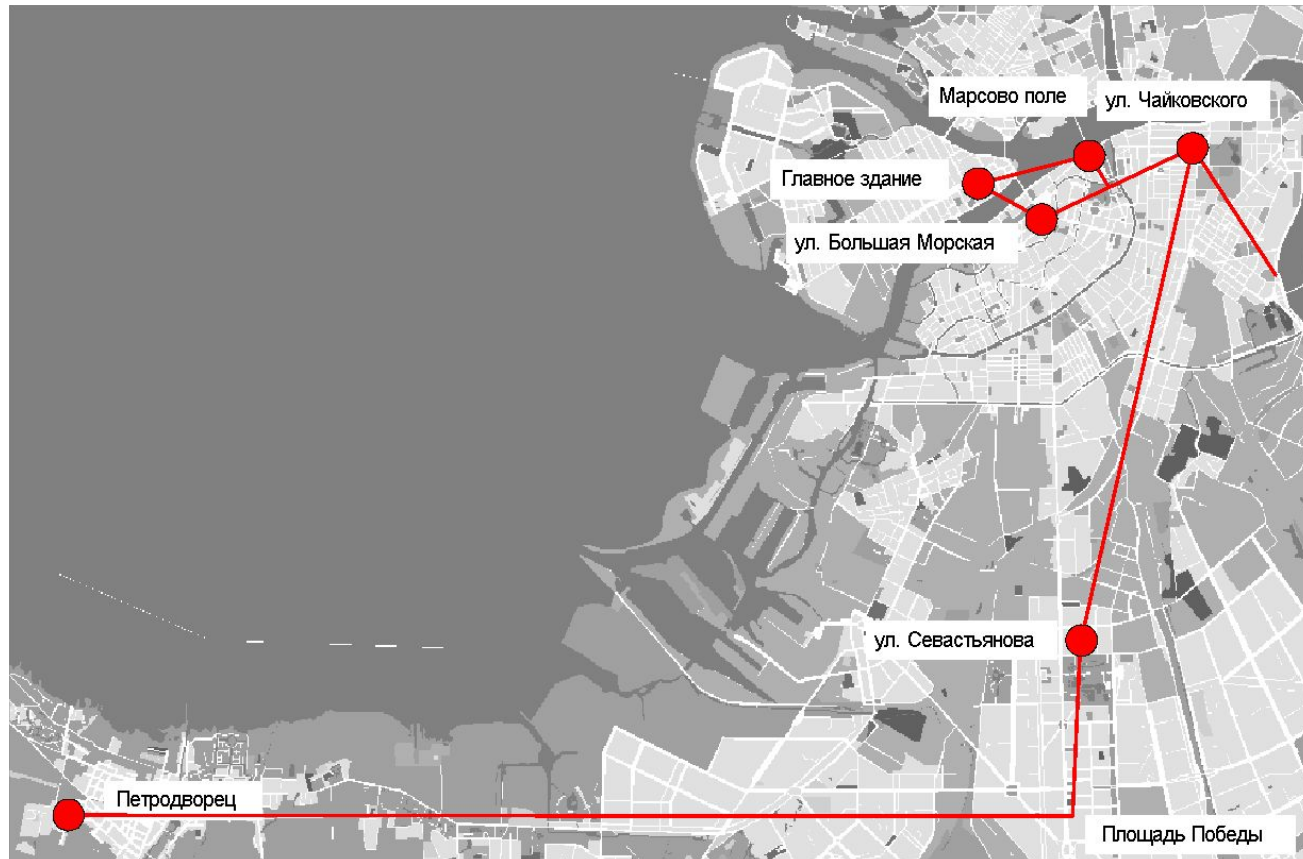 Марсово поле
ул. Чайковского
Главное здание
ул. Большая Морская
ул. Севастьянова
Петродворец
Площадь Победы